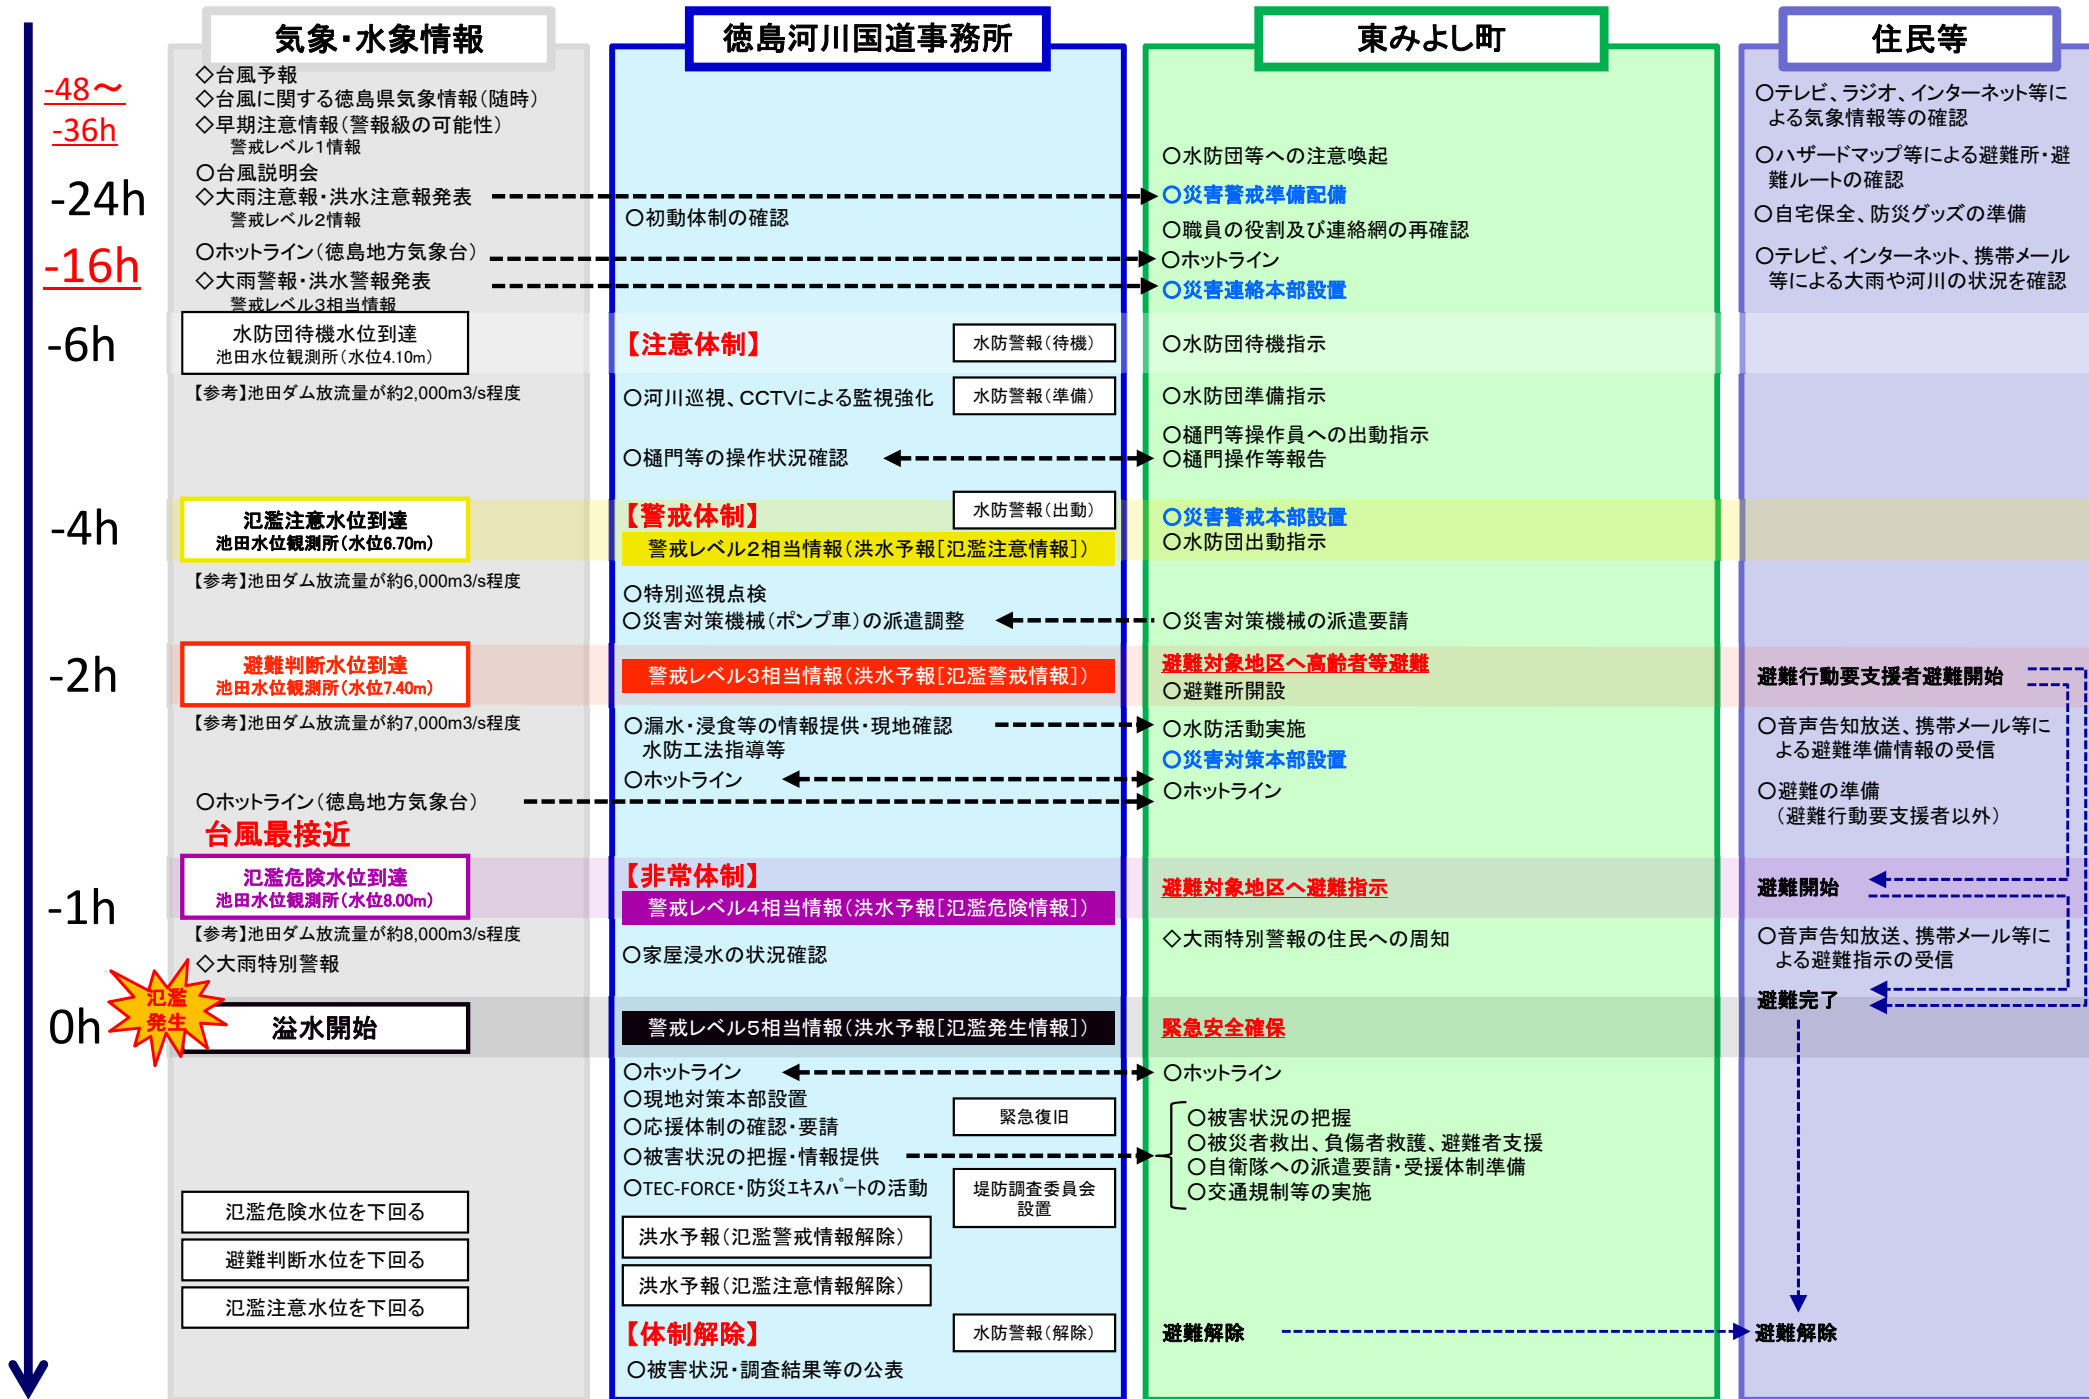 気象・水象情報
徳島河川国道事務所
東みよし町
住民等
-48～
-36h
-24h
-16h
-6h
-4h
-2h
-1h
0h
◇台風予報
◇台風に関する徳島県気象情報(随時)
◇早期注意情報(警報級の可能性)
警戒レベル1情報
○台風説明会
◇大雨注意報・洪水注意報発表
警戒レベル2情報
○ホットライン(徳島地方気象台)
◇大雨警報・洪水警報発表
警戒レベル3相当情報
水防団待機水位到達
池田水位観測所(水位4.10m)
【参考】池田ダム放流量が約2,000m3/s程度
氾濫注意水位到達
池田水位観測所(水位6.70m)
【参考】池田ダム放流量が約6,000m3/s程度
避難判断水位到達
池田水位観測所(水位7.40m)
【参考】池田ダム放流量が約7,000m3/s程度
○ホットライン(徳島地方気象台)
台風最接近
氾濫危険水位到達
池田水位観測所(水位8.00m)
【参考】池田ダム放流量が約8,000m3/s程度
◇大雨特別警報
氾濫
発生
溢水開始
氾濫危険水位を下回る
避難判断水位を下回る
氾濫注意水位を下回る
○初動体制の確認
【注意体制】
水防警報(待機)
○河川巡視、CCTVによる監視強化
水防警報(準備)
○樋門等の操作状況確認
【警戒体制】
水防警報(出動)
警戒レベル2相当情報(洪水予報[氾濫注意情報])
○特別巡視点検
○災害対策機械(ポンプ車)の派遣調整
警戒レベル3相当情報(洪水予報[氾濫警戒情報])
○漏水・浸食等の情報提供・現地確認
水防工法指導等
○ホットライン
【非常体制】
警戒レベル4相当情報(洪水予報[氾濫危険情報])
○家屋浸水の状況確認
警戒レベル5相当情報(洪水予報[氾濫発生情報])
○ホットライン
○現地対策本部設置
○応援体制の確認・要請
緊急復旧
○被害状況の把握・情報提供
○TEC-FORCE・防災エキスパートの活動
堤防調査委員会
設置
洪水予報(氾濫警戒情報解除)
洪水予報(氾濫注意情報解除)
【体制解除】
水防警報(解除)
○被害状況・調査結果等の公表
○水防団等への注意喚起
○災害警戒準備配備
○職員の役割及び連絡網の再確認
○ホットライン
○災害連絡本部設置
○水防団待機指示
○水防団準備指示
○樋門等操作員への出動指示
○樋門操作等報告
○災害警戒本部設置
○水防団出動指示
○災害対策機械の派遣要請
避難対象地区へ高齢者等避難
○避難所開設
○水防活動実施
○災害対策本部設置
○ホットライン
避難対象地区へ避難指示
◇大雨特別警報の住民への周知
緊急安全確保
○ホットライン
○被害状況の把握
○被災者救出、負傷者救護、避難者支援
○自衛隊への派遣要請・受援体制準備
○交通規制等の実施
避難解除
○テレビ、ラジオ、インターネット等に
よる気象情報等の確認
○ハザードマップ等による避難所・避
難ルートの確認
○自宅保全、防災グッズの準備
○テレビ、インターネット、携帯メール
等による大雨や河川の状況を確認
避難行動要支援者避難開始
○音声告知放送、携帯メール等に
よる避難準備情報の受信
○避難の準備
(避難行動要支援者以外)
避難開始
○音声告知放送、携帯メール等に
よる避難指示の受信
避難完了
避難解除